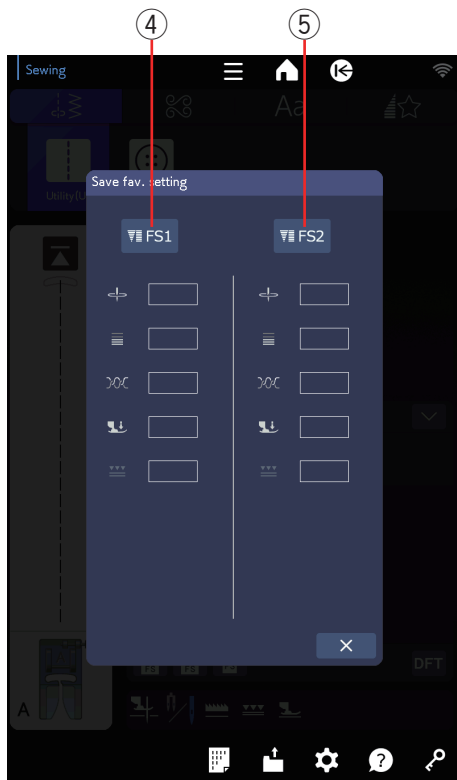 ④ ⑤
Sewing
Aa
Utility [U
Save fav. setting
FS1 FS2
DFT
A
?